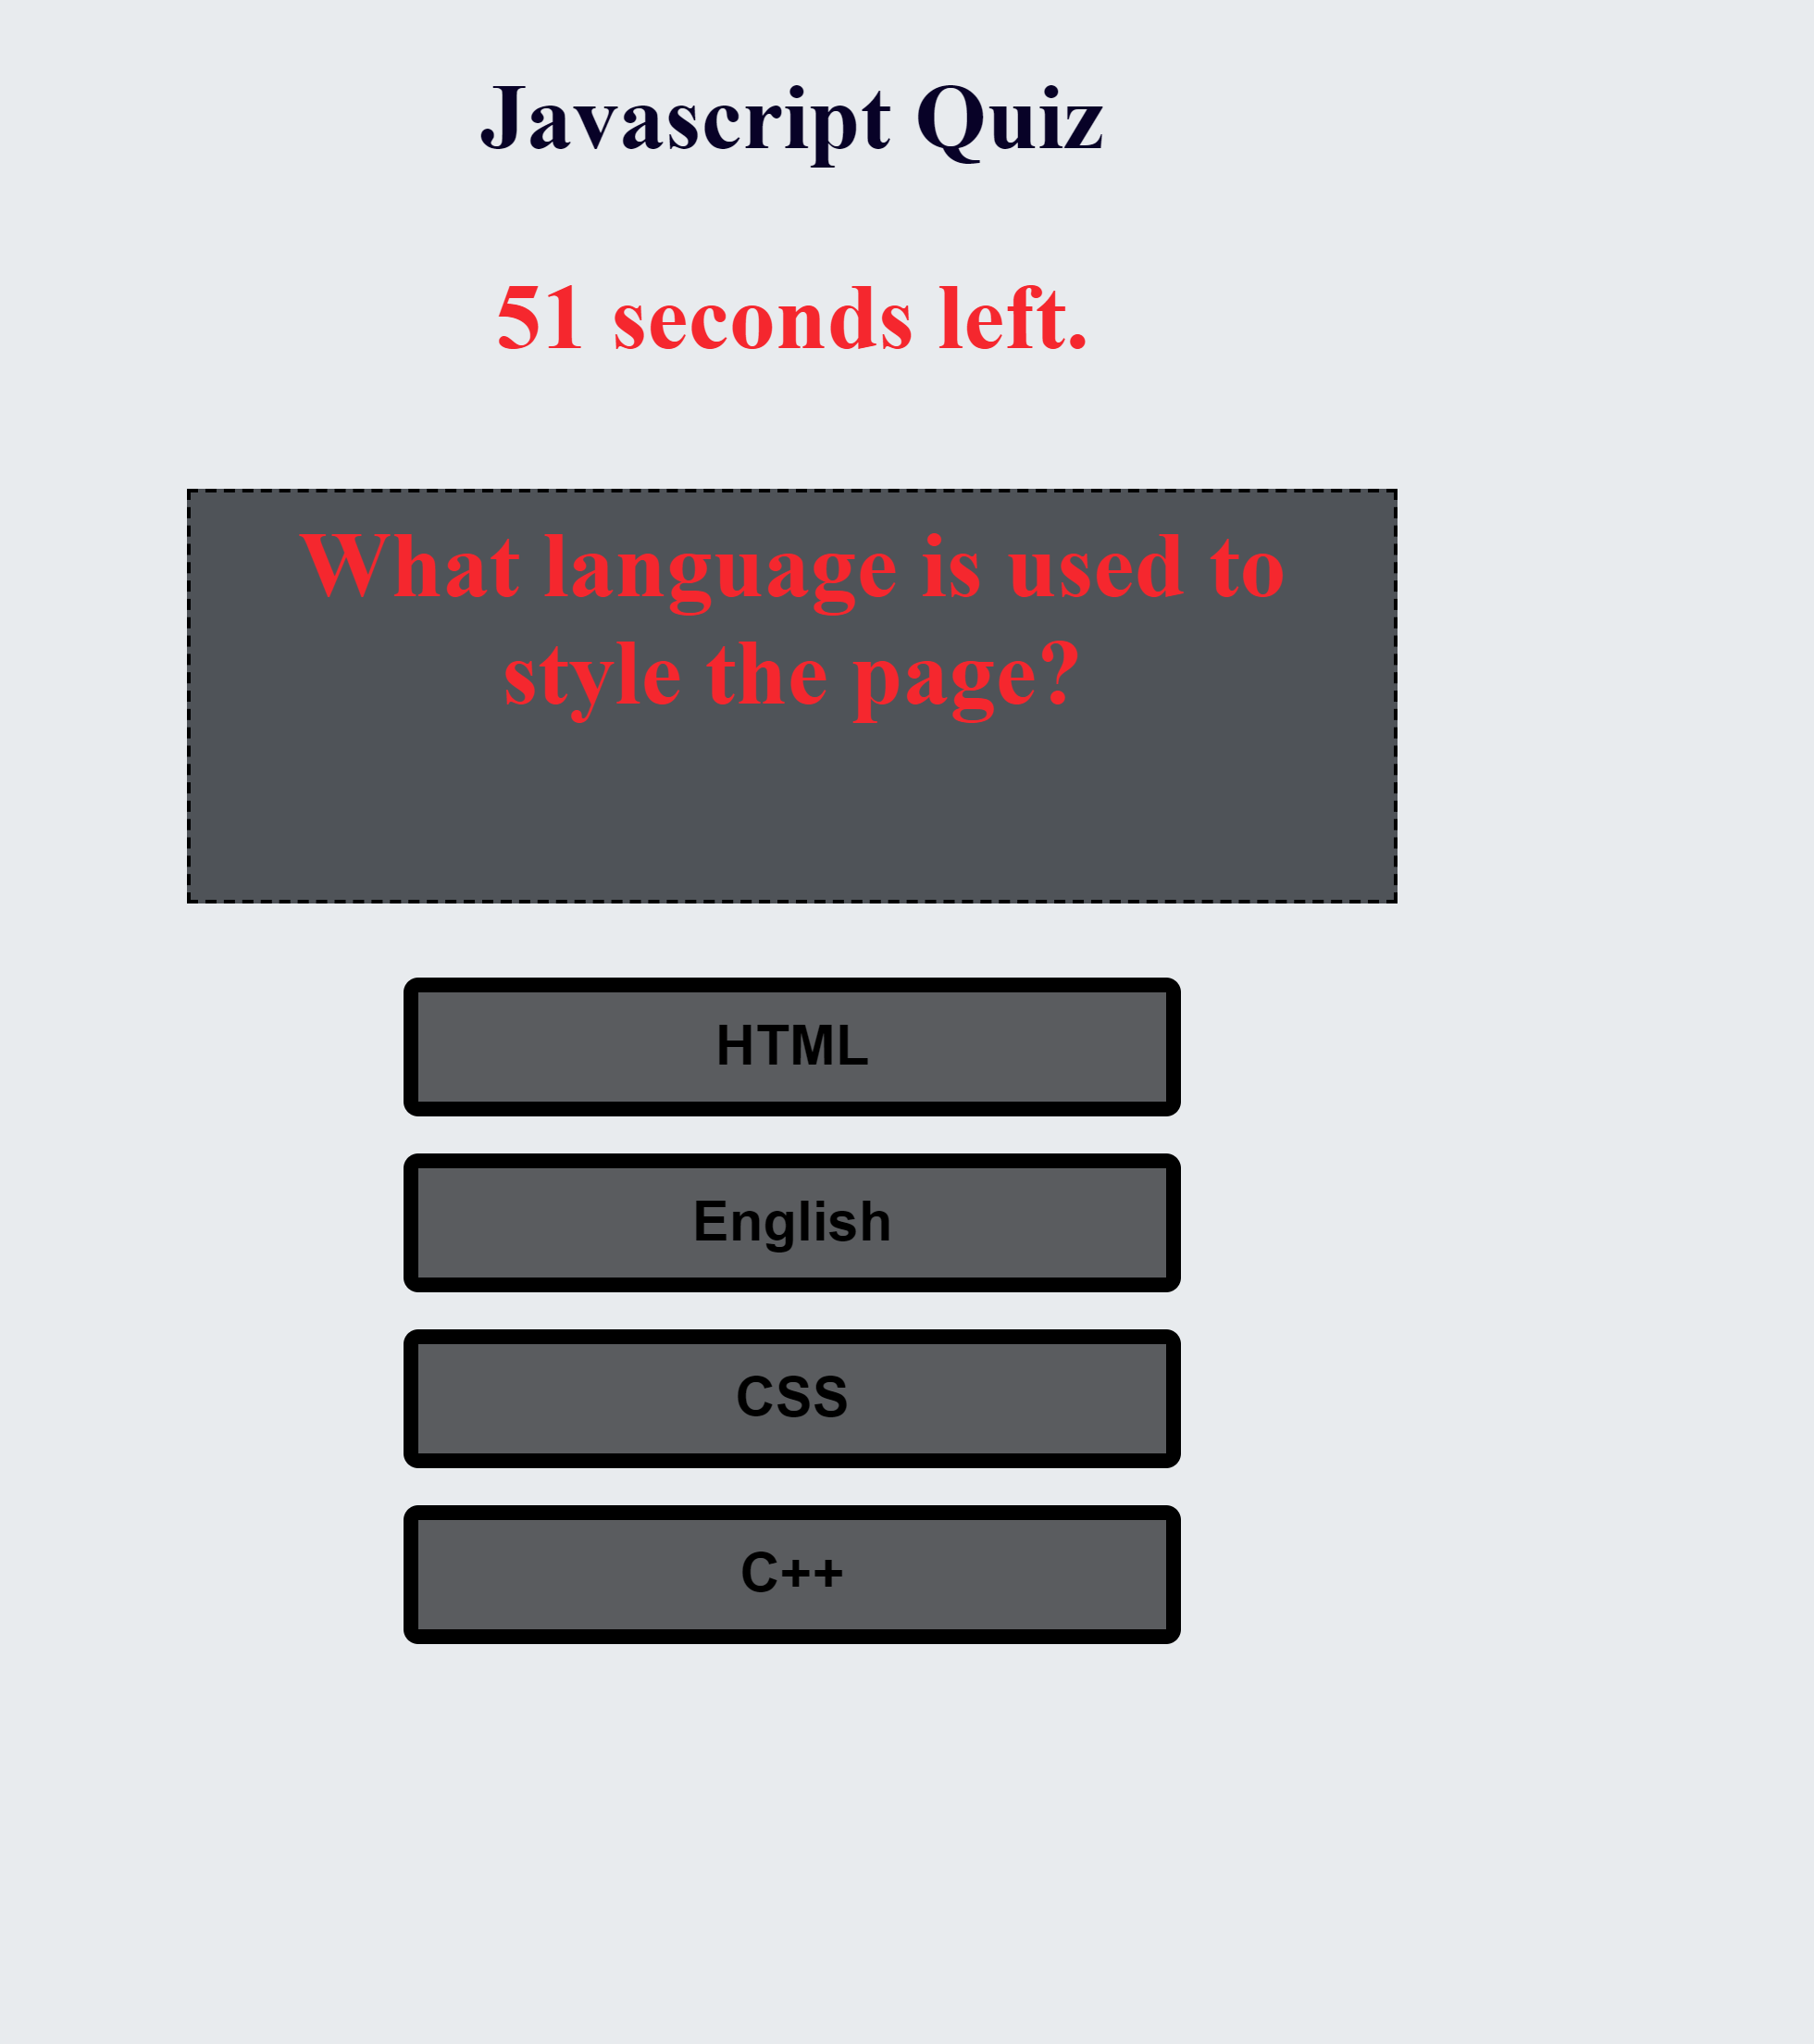 Javascript Quiz
51 seconds left.
What language is used to
style the page?
HTML
English
CSS
C++